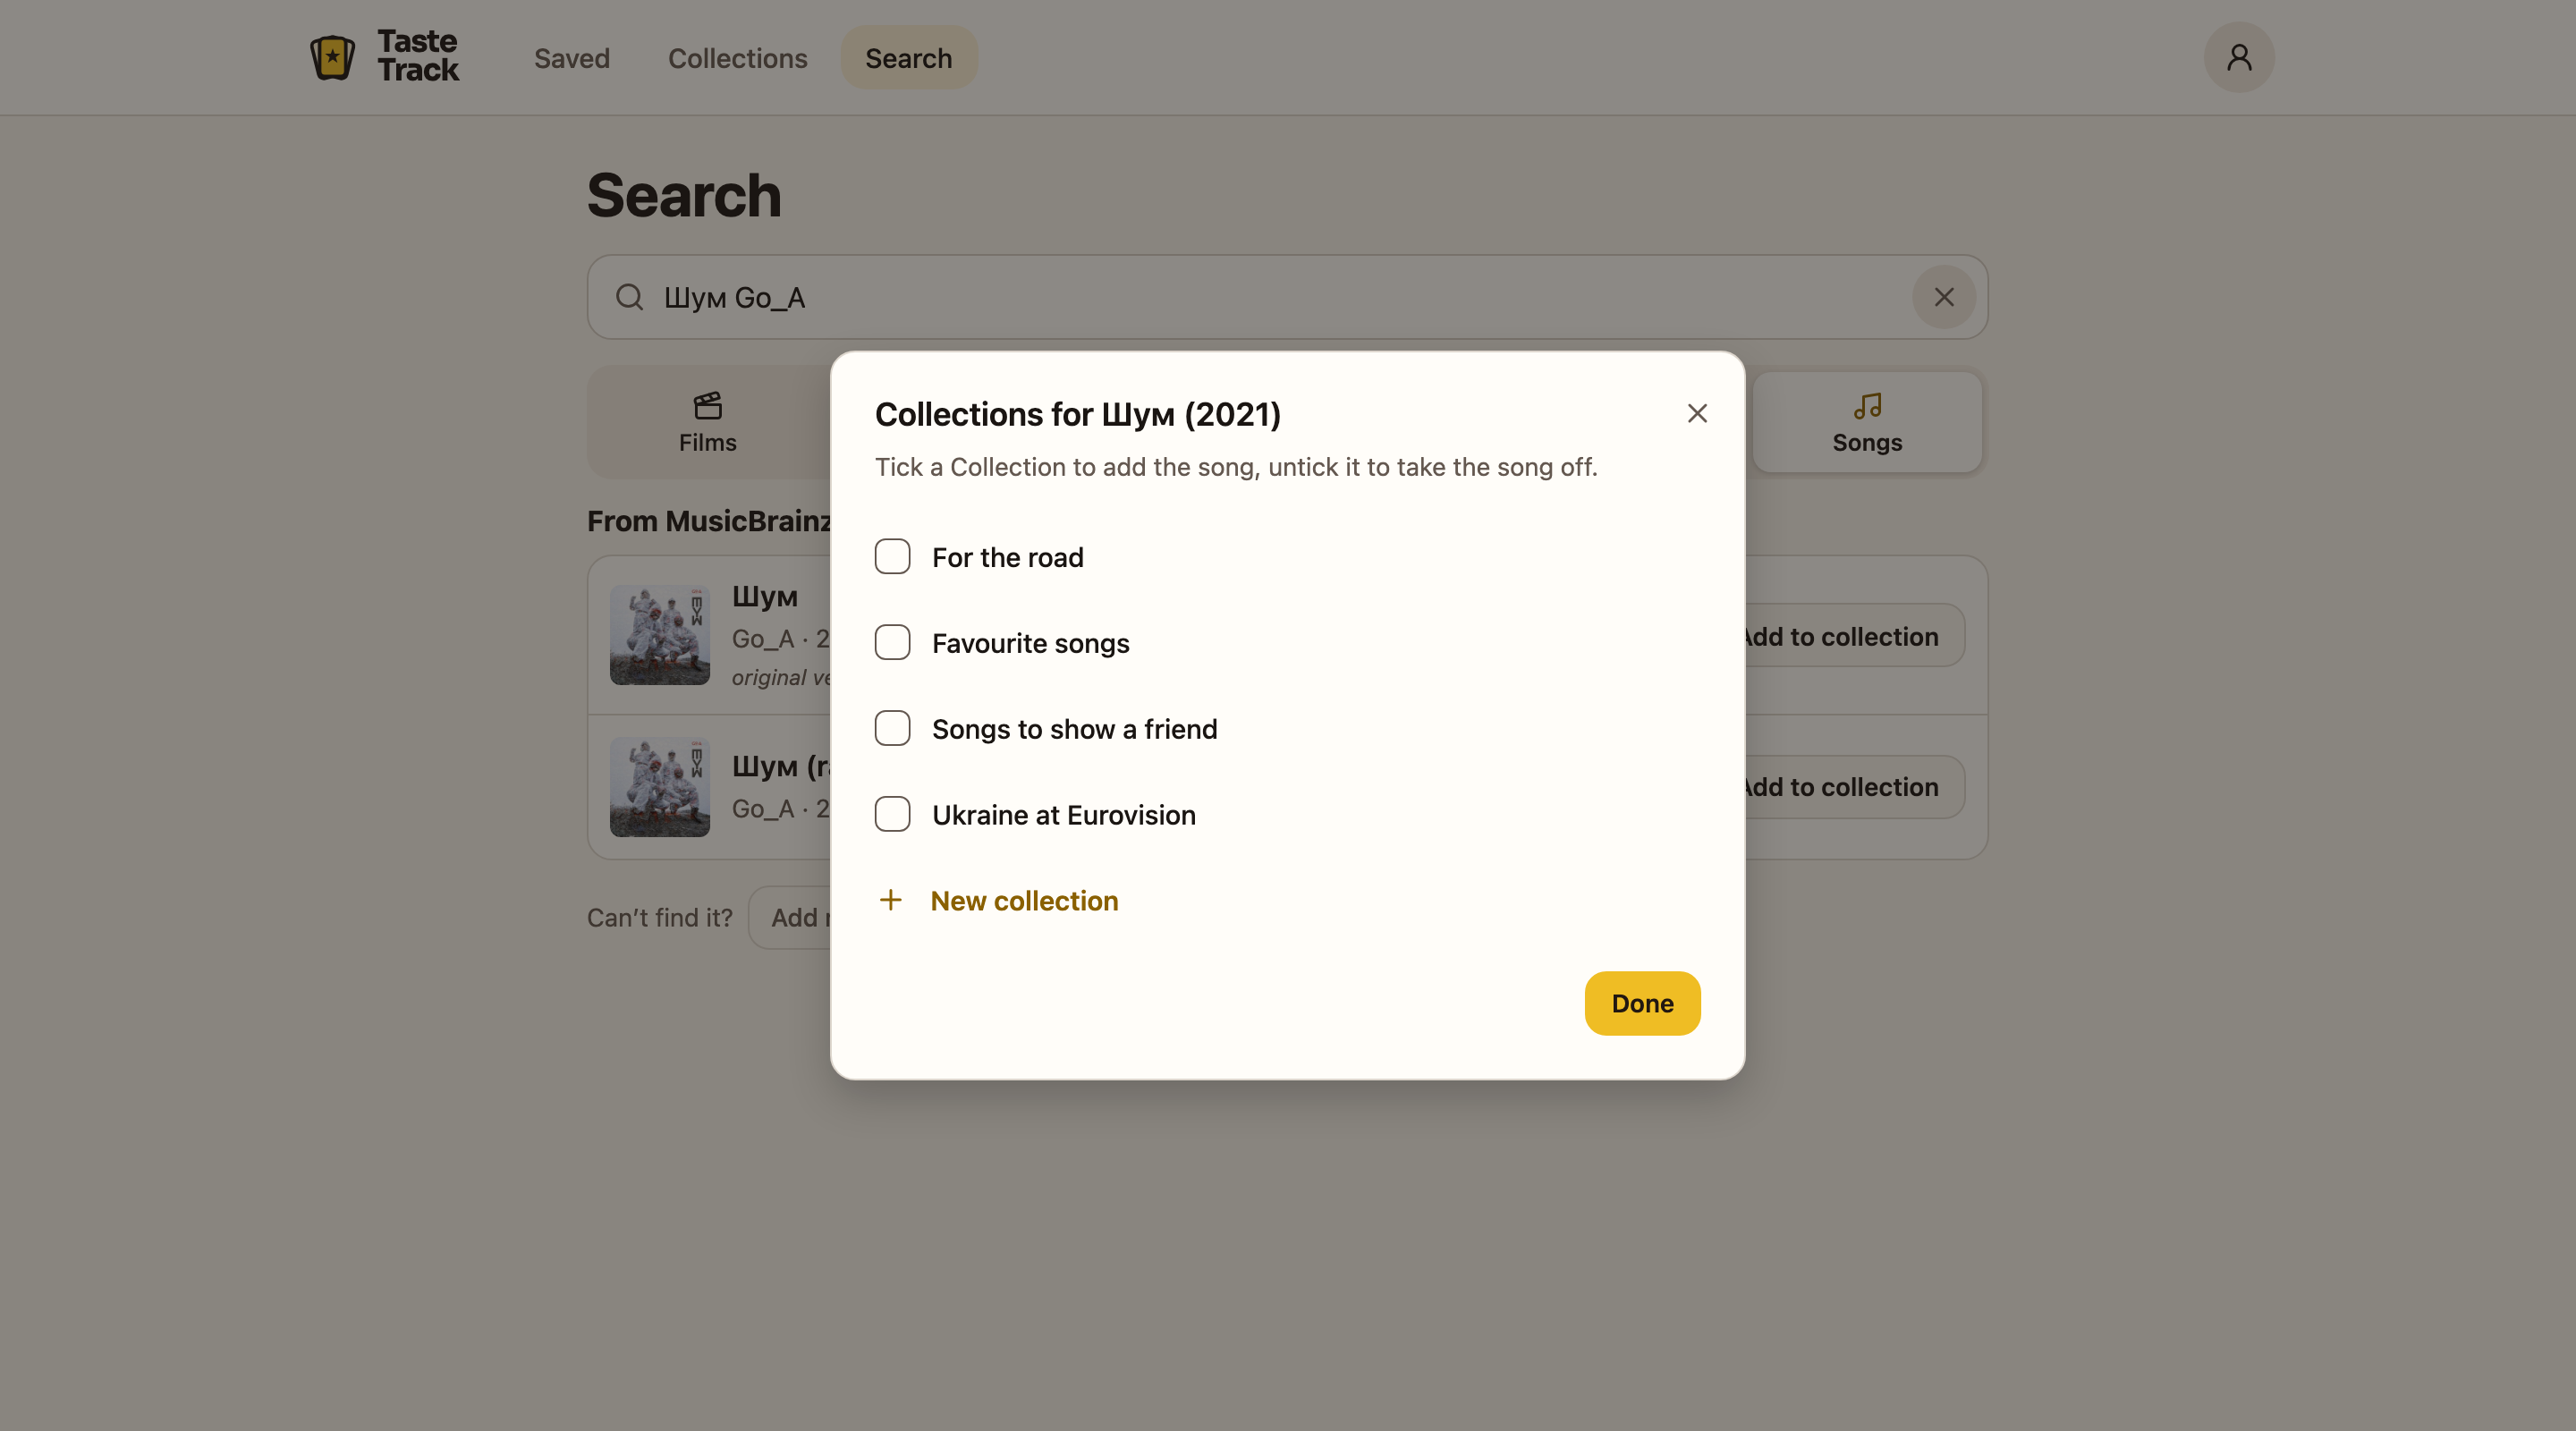 Taste
Track
Saved
Collections
Search
Search
Шум Go_A
Films
Songs
Collections for Шум (2021)
Tick a Collection to add the song, untick it to take the song off.
For the road
Favourite songs
Songs to show a friend
Ukraine at Eurovision
New collection
Done
From MusicBrainz
Шум
Go_A · 2
original
Add to collection
ШУМ
Шум
Go_A · 2
Add to collection
ШУМ
Can’t find it?
Add